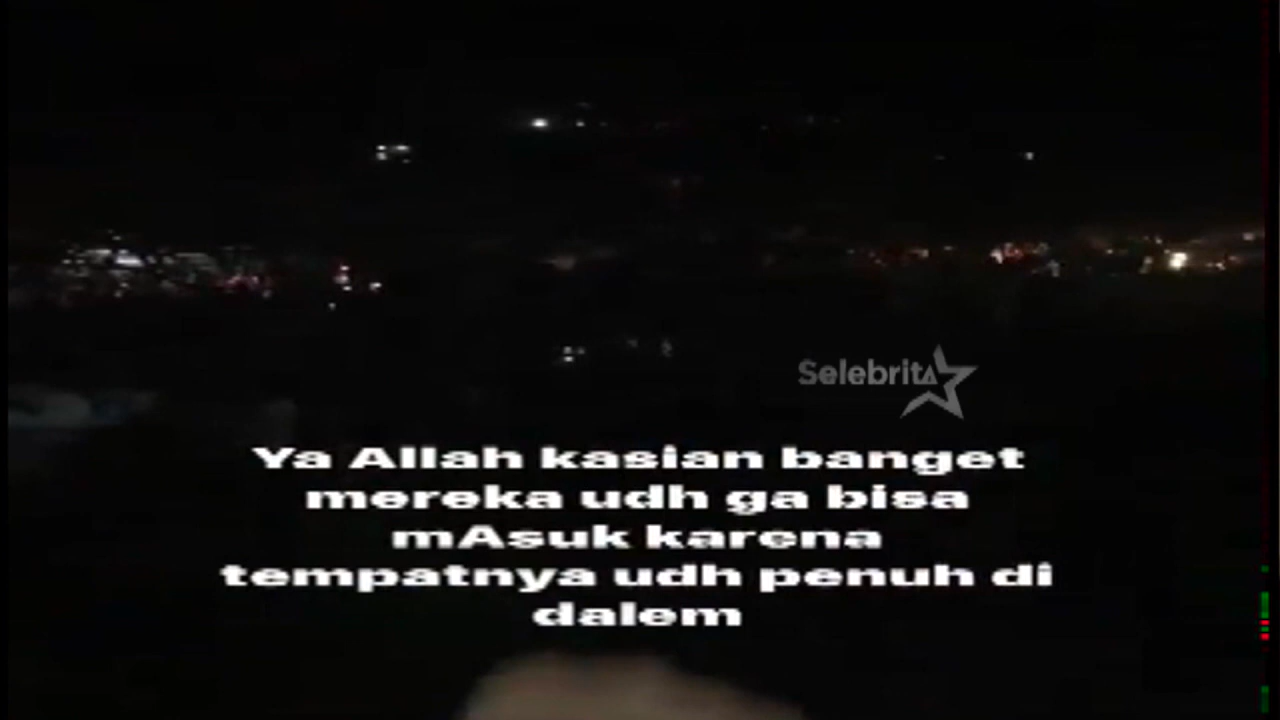 Selebrita
Ya Allah kasian banget
mereka udh ga bisa
mAsuk karena
tempatnya udh penuh di
dalem